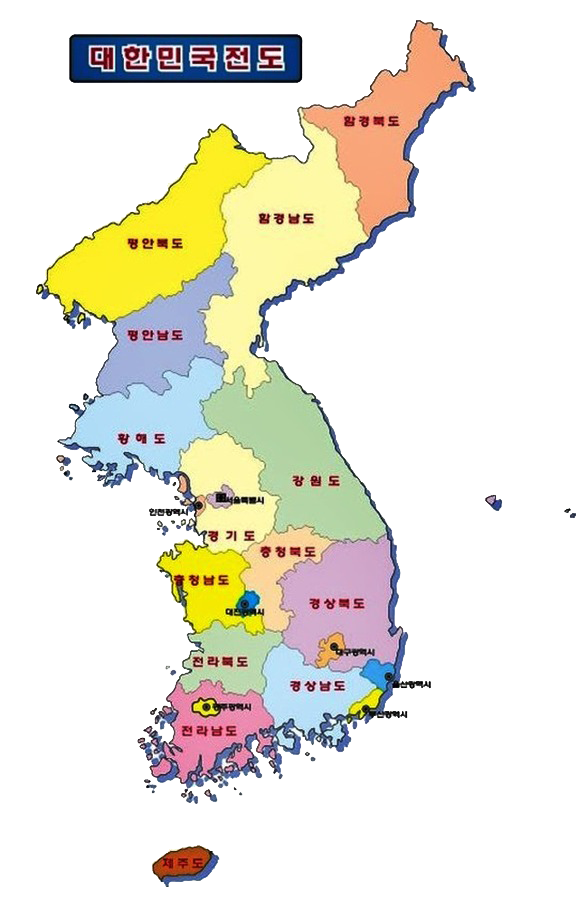 대한민국전도
함경북도
함경남도
평안북도
평안남도
황해도
강원도
서울특별시
인천광역시
경기도
충청북도
충청남도
경상북도
대전광역시
대구광역시
전라북도
경상남도
울산광역시
광주광역시
부산광역시
전라남도
제주도